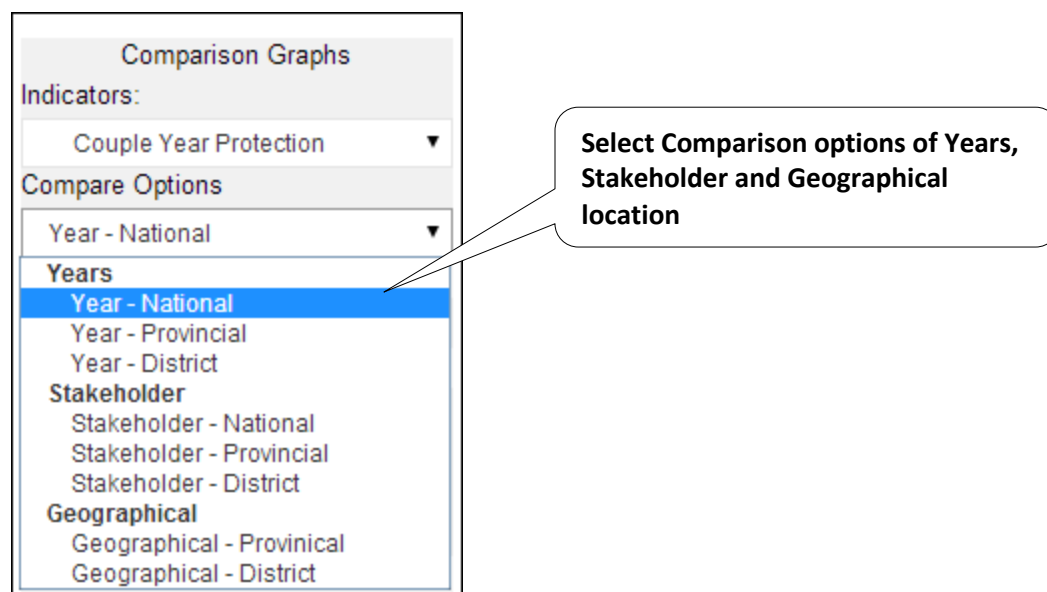 Comparison Graphs
Indicators:
Couple Year Protection
Compare Options
Year - National
Years
Year - National
Year - Provincial
Year - District
Stakeholder
Stakeholder - National
Stakeholder - Provincial
Stakeholder - District
Geographical
Geographical - Provinical
Geographical - District
Select Comparison options of Years,
Stakeholder and Geographical
location